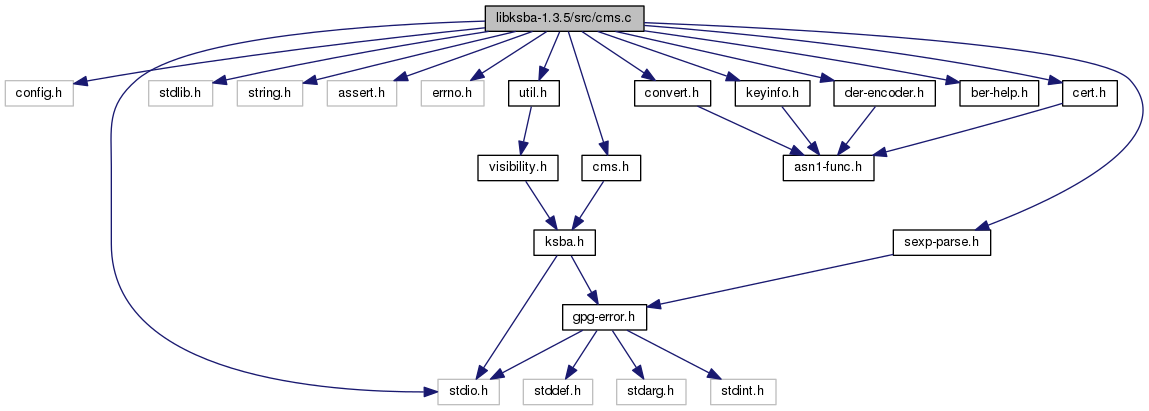 libksba-1.3.5/src/cms.c
config.h
stdlib.h
string.h
assert.h
errno.h
util.h
convert.h
keyinfo.h
der-encoder.h
ber-help.h
cert.h
visibility.h
cms.h
asn1-func.h
ksba.h
sexp-parse.h
gpg-error.h
stdio.h
stddef.h
stdarg.h
stdint.h